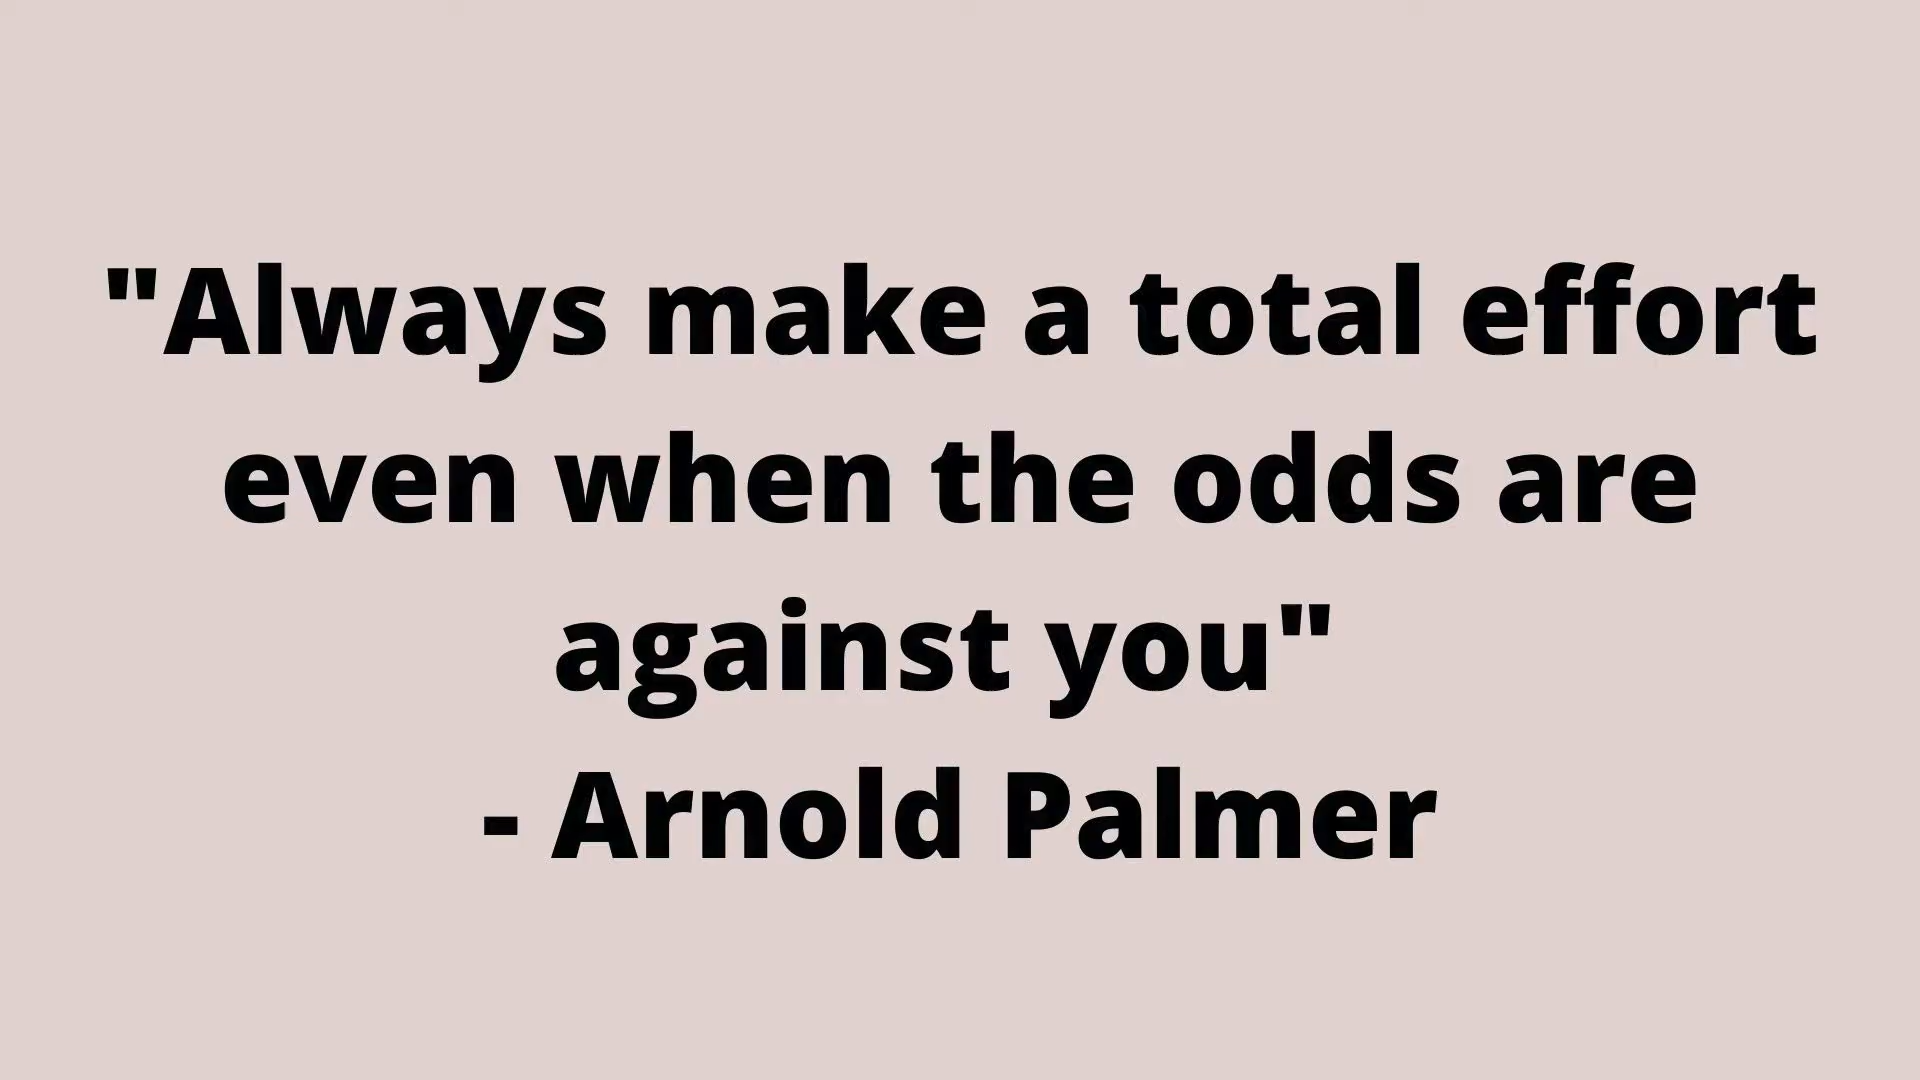 "Always make a total effort
even when the odds are
against you"
- Arnold Palmer